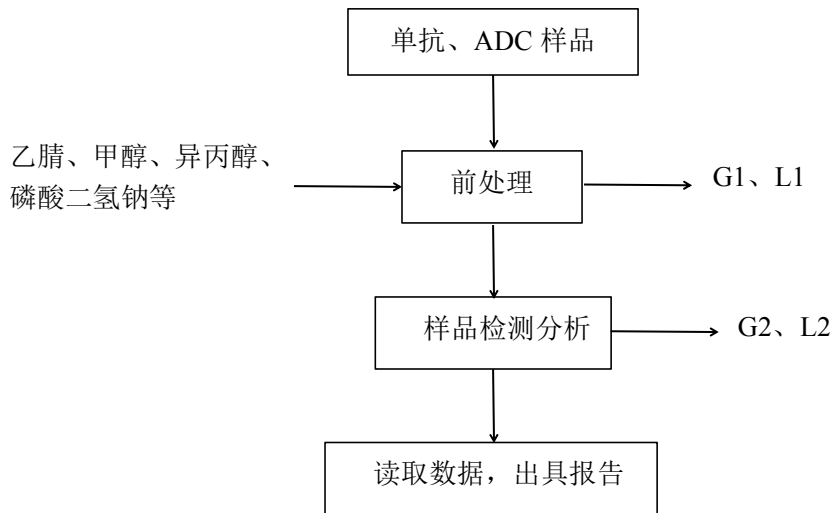 单抗、ADC 样品
乙腈、甲醇、异丙醇、
磷酸二氢钠等
前处理
G1、L1
样品检测分析
G2、L2
读取数据，出具报告